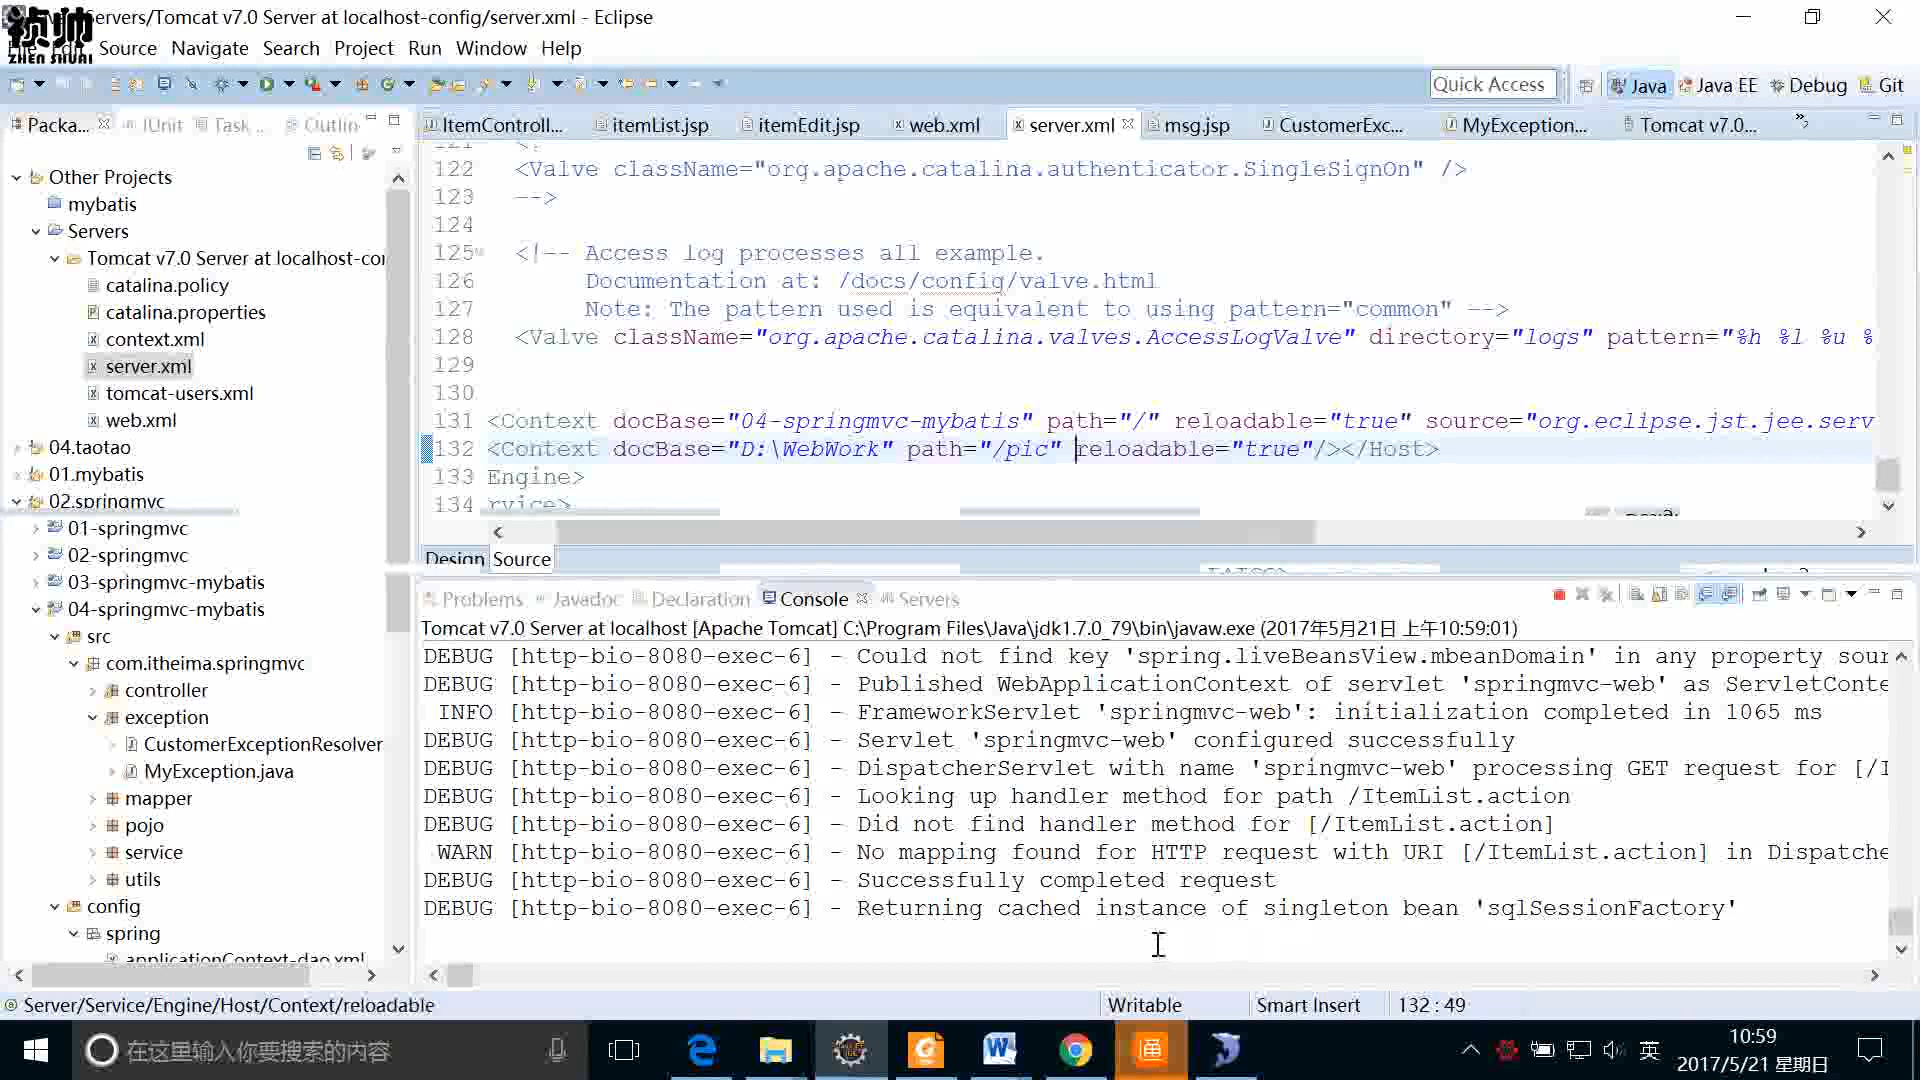 Servers/Tomcat v7.0 Server at localhost-config/server.xml - Eclipse
ZHEN SHUAI
Source Navigate Search Project Run Window Help
Quick Access
Java
Java EE
Debug
Git
Packa...
JUnit
Task ...
Outlin
ItemControll...
itemList.jsp
itemEdit.jsp
web.xml
server.xml
msg.jsp
CustomerExc...
MyException...
Tomcat v7.0...
Other Projects
mybatis
Servers
Tomcat v7.0 Server at localhost-co
catalina.policy
catalina.properties
context.xml
server.xml
tomcat-users.xml
web.xml
04.taotao
01.mybatis
02.springmvc
01-springmvc
02-springmvc
03-springmvc-mybatis
04-springmvc-mybatis
src
com.itheima.springmvc
controller
exception
CustomerExceptionResolver
MyException.java
mapper
pojo
service
utils
config
spring
applicationContext-dao.xml
122 <Valve className="org.apache.catalina.authenticator.SingleSignOn" />
123 -->
124
125 <!-- Access log processes all example.
126 Documentation at: /docs/config/valve.html
127 Note: The pattern used is equivalent to using pattern="common" -->
128 <Valve className="org.apache.catalina.valves.AccessLogValve" directory="logs" pattern="%h %l %u %
129
130
131 <Context docBase="04-springmvc-mybatis" path="/" reloadable="true" source="org.eclipse.jst.jee.serv
132 <Context docBase="D:\WebWork" path="/pic" reloadable="true"/></Host>
133 Engine>
134 rvice>
Design Source
Problems
Javadoc
Declaration
Console
Servers
Tomcat v7.0 Server at localhost [Apache Tomcat] C:\Program Files\Java\jdk1.7.0_79\bin\javaw.exe (2017年5月21日 上午10:59:01)
DEBUG [http-bio-8080-exec-6] - Could not find key 'spring.liveBeansView.mbeanDomain' in any property sour
DEBUG [http-bio-8080-exec-6] - Published WebApplicationContext of servlet 'springmvc-web' as ServletConte
INFO [http-bio-8080-exec-6] - FrameworkServlet 'springmvc-web': initialization completed in 1065 ms
DEBUG [http-bio-8080-exec-6] - Servlet 'springmvc-web' configured successfully
DEBUG [http-bio-8080-exec-6] - DispatcherServlet with name 'springmvc-web' processing GET request for [/I
DEBUG [http-bio-8080-exec-6] - Looking up handler method for path /ItemList.action
DEBUG [http-bio-8080-exec-6] - Did not find handler method for [/ItemList.action]
WARN [http-bio-8080-exec-6] - No mapping found for HTTP request with URI [/ItemList.action] in Dispatche
DEBUG [http-bio-8080-exec-6] - Successfully completed request
DEBUG [http-bio-8080-exec-6] - Returning cached instance of singleton bean 'sqlSessionFactory'
Server/Service/Engine/Host/Context/reloadable
Writable
Smart Insert
132 : 49
在这里输入你要搜索的内容
英
10:59
2017/5/21 星期日